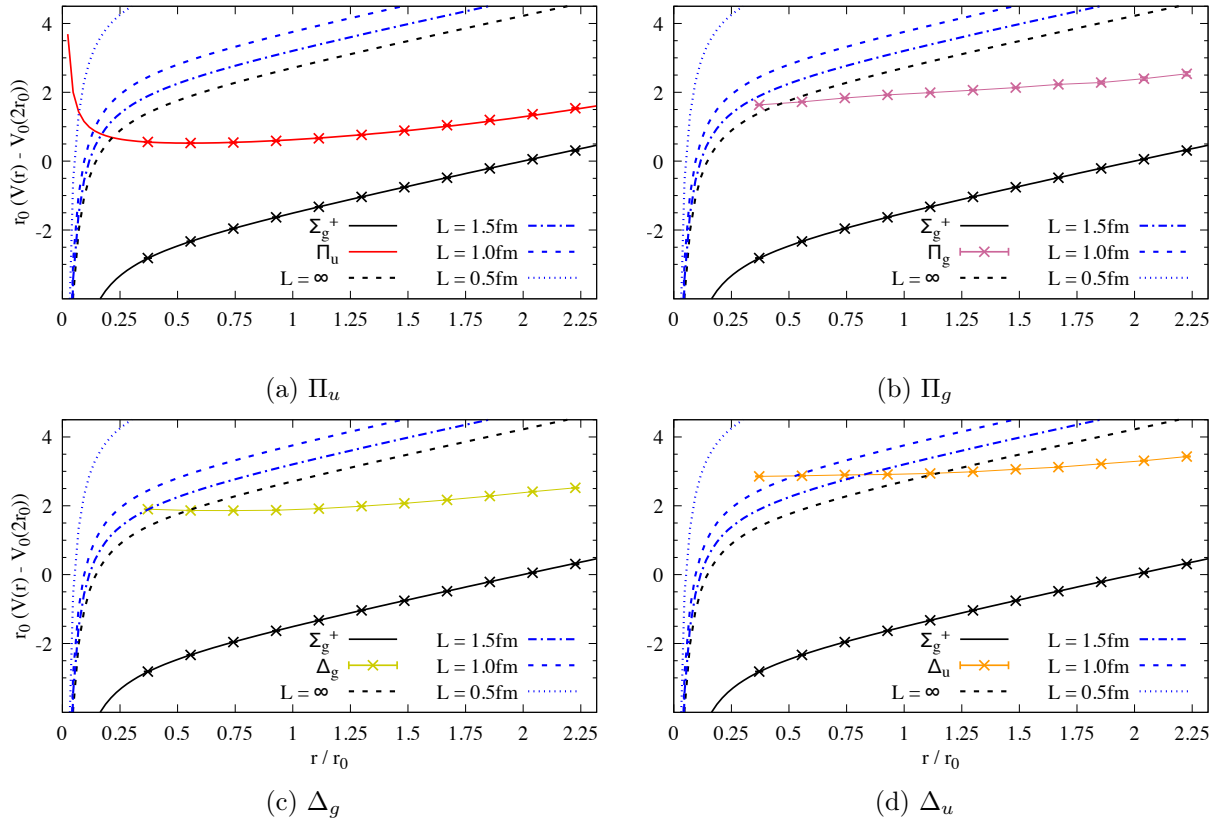 r₀ (V(r) - V₀(2r₀))
4
2
0
-2
0 0.25 0.5 0.75 1 1.25 1.5 1.75 2 2.25
Σg⁺
Πu
L = ∞
L = 1.5fm
L = 1.0fm
L = 0.5fm
(a) Πu
4
2
0
-2
0 0.25 0.5 0.75 1 1.25 1.5 1.75 2 2.25
Σg⁺
Πg
L = ∞
L = 1.5fm
L = 1.0fm
L = 0.5fm
(b) Πg
r₀ (V(r) - V₀(2r₀))
4
2
0
-2
0 0.25 0.5 0.75 1 1.25 1.5 1.75 2 2.25
r / r₀
Σg⁺
Δg
L = ∞
L = 1.5fm
L = 1.0fm
L = 0.5fm
(c) Δg
4
2
0
-2
0 0.25 0.5 0.75 1 1.25 1.5 1.75 2 2.25
r / r₀
Σg⁺
Δu
L = ∞
L = 1.5fm
L = 1.0fm
L = 0.5fm
(d) Δu